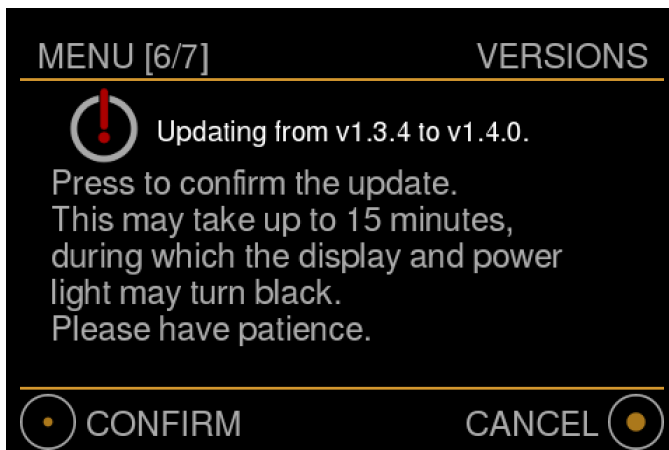 MENU [6/7] VERSIONS
Updating from v1.3.4 to v1.4.0.
Press to confirm the update.
This may take up to 15 minutes,
during which the display and power
light may turn black.
Please have patience.
CONFIRM CANCEL